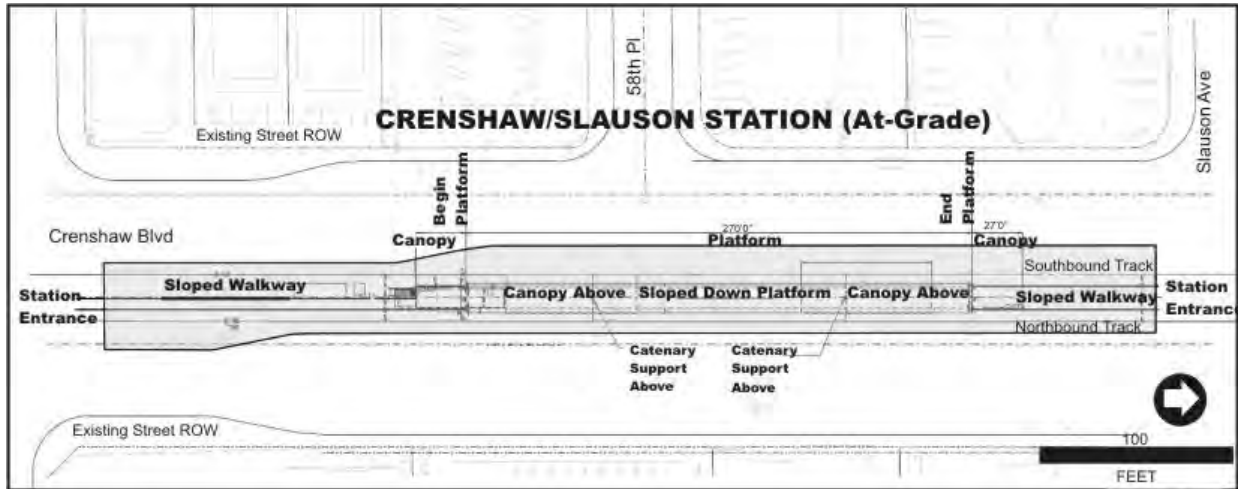 58th Pl
Slauson Ave
CRENSHAW/SLAUSON STATION (At-Grade)
Existing Street ROW
Begin
Platform
End
Platform
270'0"
27'0"
Crenshaw Blvd
Canopy
Platform
Canopy
Southbound Track
Sloped Walkway
Station
Entrance
Canopy Above
Sloped Down Platform
Canopy Above
Sloped Walkway
Station
Entrance
Northbound Track
Catenary
Support
Above
Catenary
Support
Above
Existing Street ROW
100
FEET